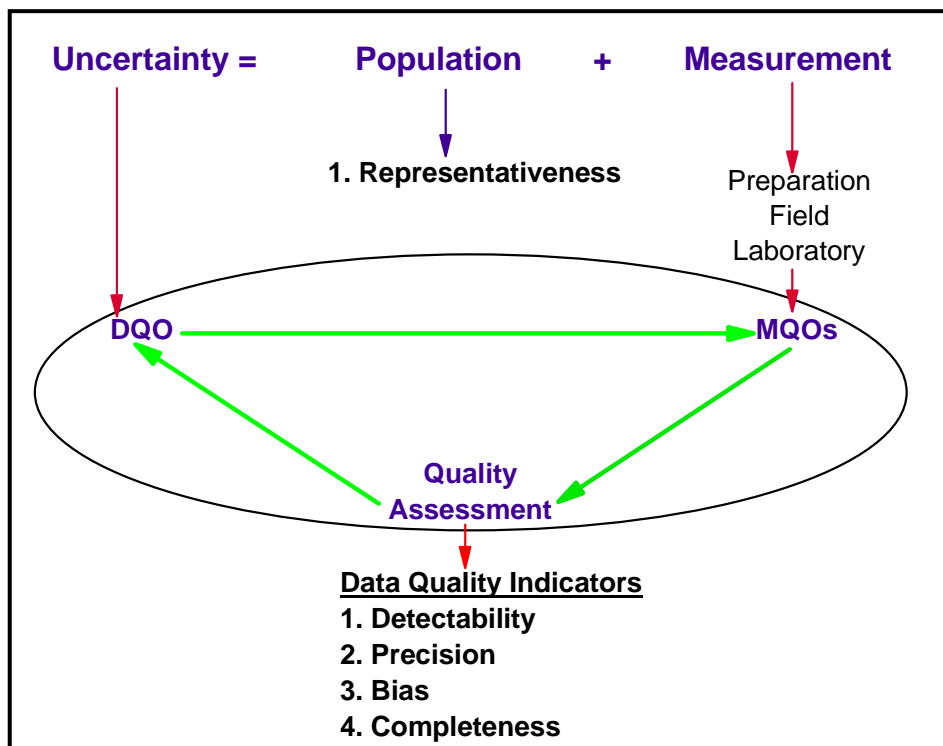 Uncertainty = Population + Measurement
1. Representativeness
Preparation
Field
Laboratory
DQO
MQOs
Quality
Assessment
Data Quality Indicators
1. Detectability
2. Precision
3. Bias
4. Completeness